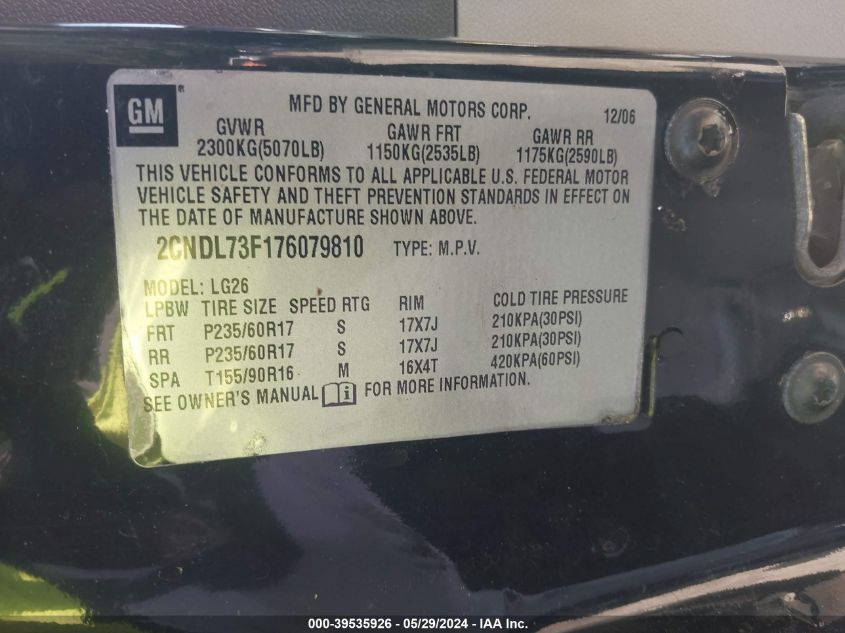 GM
MFD BY GENERAL MOTORS CORP. 12/06
GVWR GAWR FRT GAWR RR
2300KG(5070LB) 1150KG(2535LB) 1175KG(2590LB)
THIS VEHICLE CONFORMS TO ALL APPLICABLE U.S. FEDERAL MOTOR
VEHICLE SAFETY AND THEFT PREVENTION STANDARDS IN EFFECT ON
THE DATE OF MANUFACTURE SHOWN ABOVE.
2CNDL73F176079810 TYPE: M.P.V.
MODEL: LG26
LPBW TIRE SIZE SPEED RTG RIM COLD TIRE PRESSURE
FRT P235/60R17 S 17X7J 210KPA(30PSI)
RR P235/60R17 S 17X7J 210KPA(30PSI)
SPA T155/90R16 M 16X4T 420KPA(60PSI)
SEE OWNER'S MANUAL i FOR MORE INFORMATION.
000-39535926 - 05/29/2024 - IAA Inc.